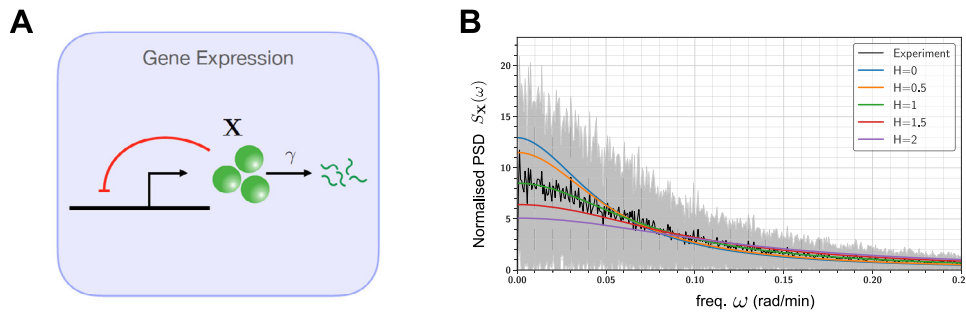 A
Gene Expression
X
γ
B
Normalised PSD S_X(ω)
20
15
10
5
0
0.00
0.05
0.10
0.15
0.20
0.2
freq. ω (rad/min)
Experiment
H=0
H=0.5
H=1
H=1.5
H=2